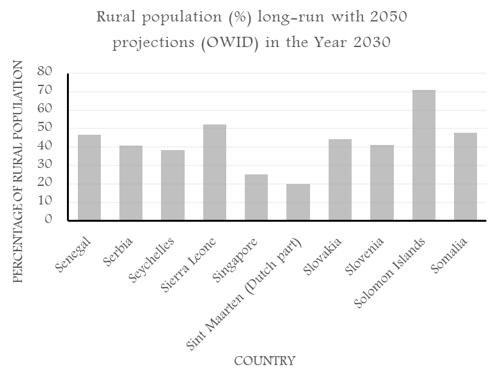 Rural population (%) long-run with 2050
projections (OWID) in the Year 2030
PERCENTAGE OF RURAL POPULATION
80
70
60
50
40
30
20
10
0
Senegal
Serbia
Seychelles
Sierra Leone
Singapore
Sint Maarten (Dutch part)
Slovakia
Slovenia
Solomon Islands
Somalia
COUNTRY